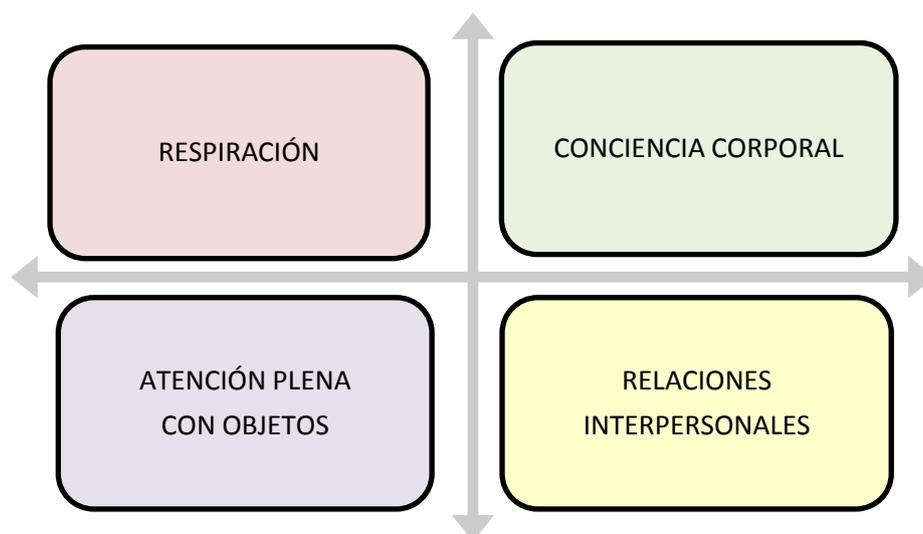 RESPIRACIÓN
CONCIENCIA CORPORAL
ATENCIÓN PLENA
CON OBJETOS
RELACIONES
INTERPERSONALES